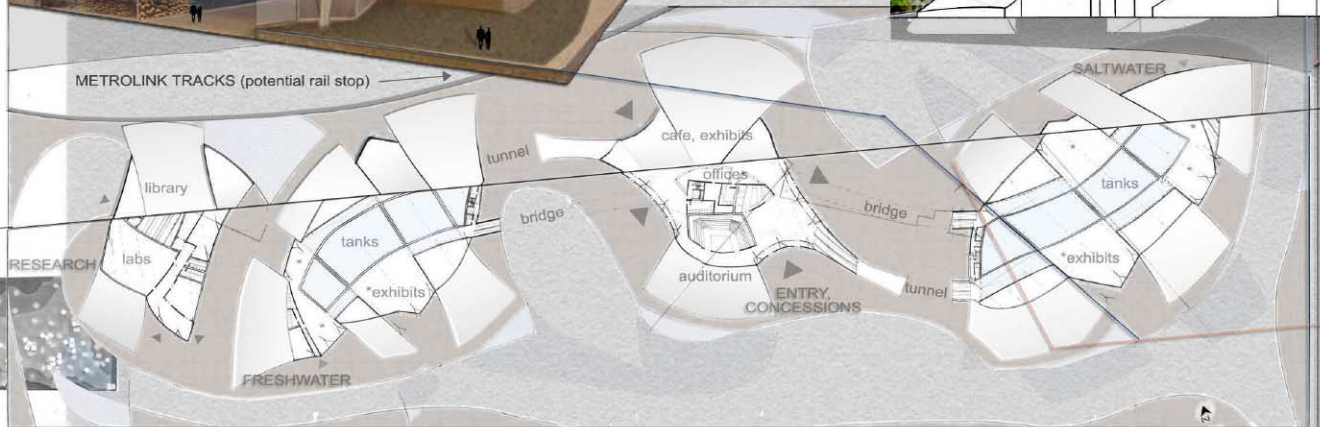 METROLINK TRACKS (potential rail stop)
SALTWATER
cafe, exhibits
tunnel
offices
tanks
library
bridge
bridge
tanks
labs
RESEARCH
*exhibits
auditorium
*exhibits
tunnel
ENTRY,
CONCESSIONS
FRESHWATER